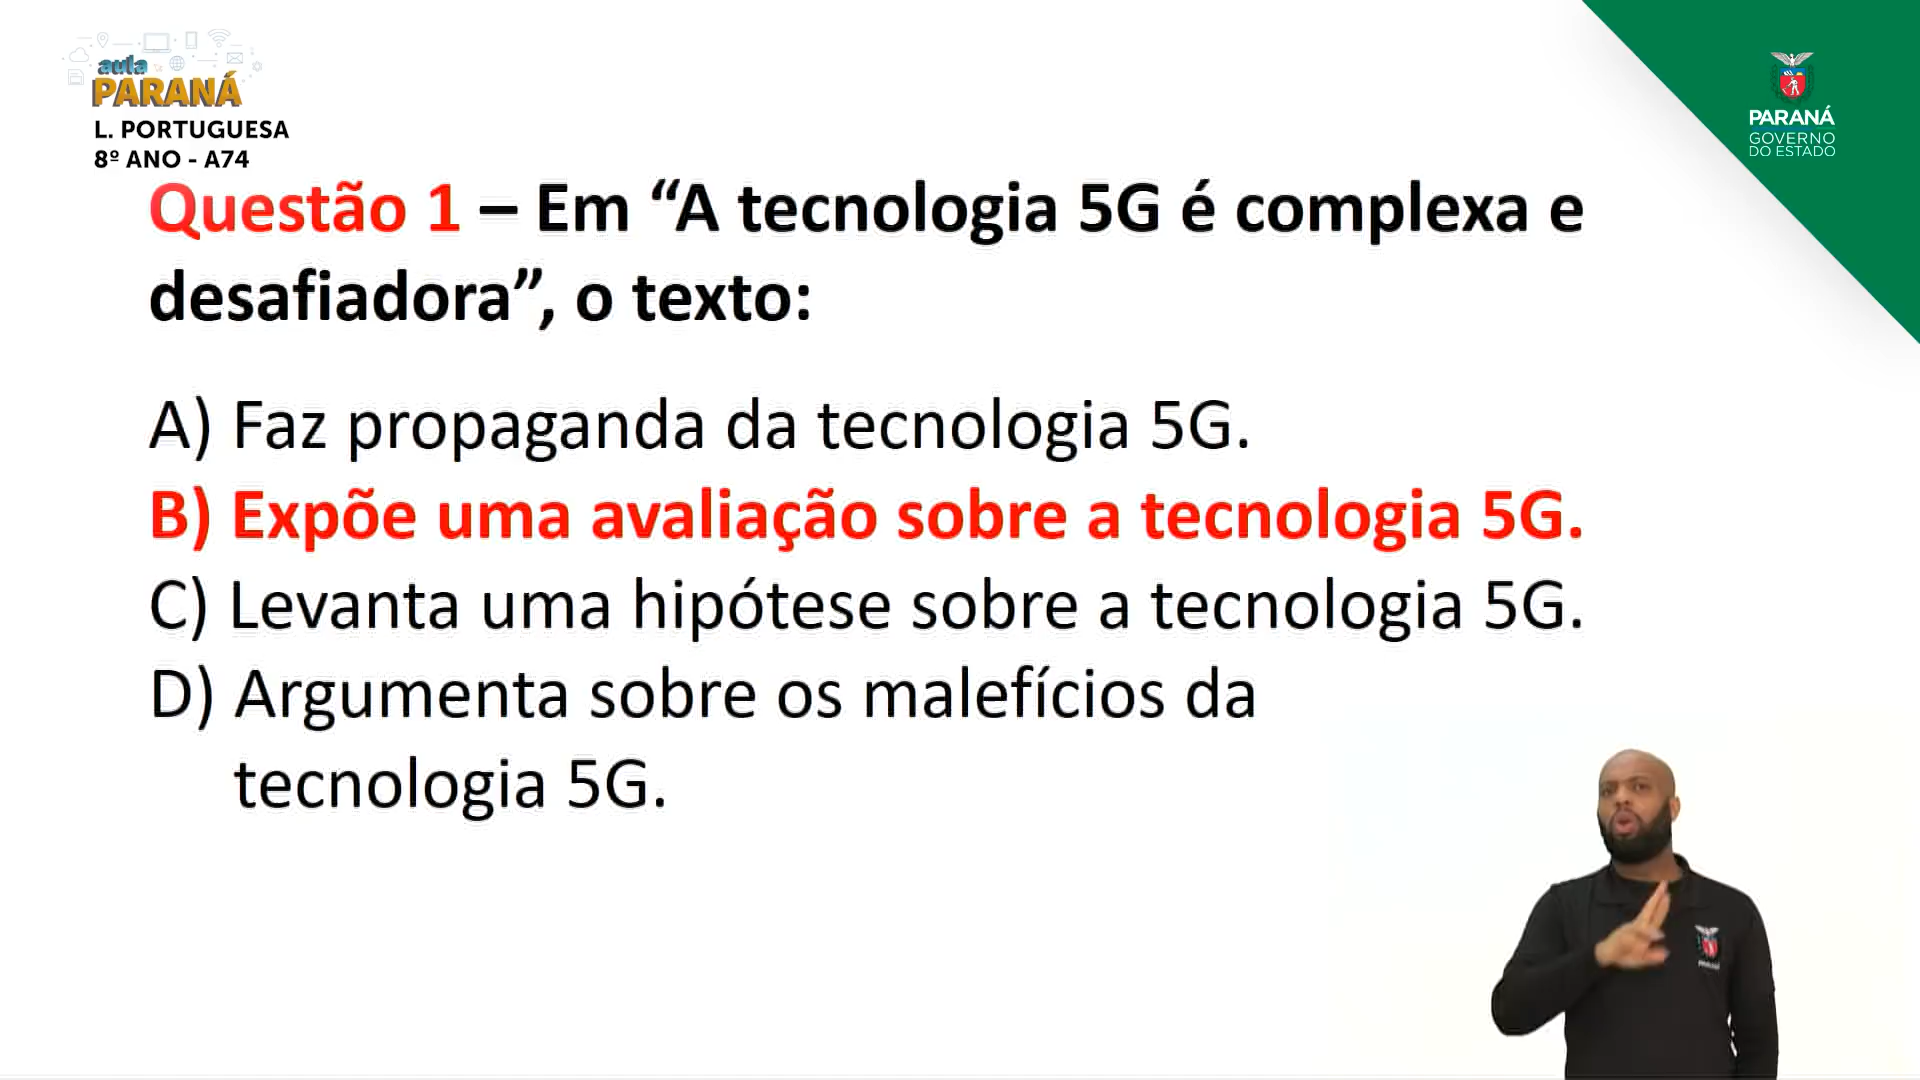 aula
PARANÁ
L. PORTUGUESA
8º ANO - A74
PARANÁ
GOVERNO
DO ESTADO
Questão 1 – Em “A tecnologia 5G é complexa e
desafiadora”, o texto:
A) Faz propaganda da tecnologia 5G.
B) Expõe uma avaliação sobre a tecnologia 5G.
C) Levanta uma hipótese sobre a tecnologia 5G.
D) Argumenta sobre os malefícios da
tecnologia 5G.